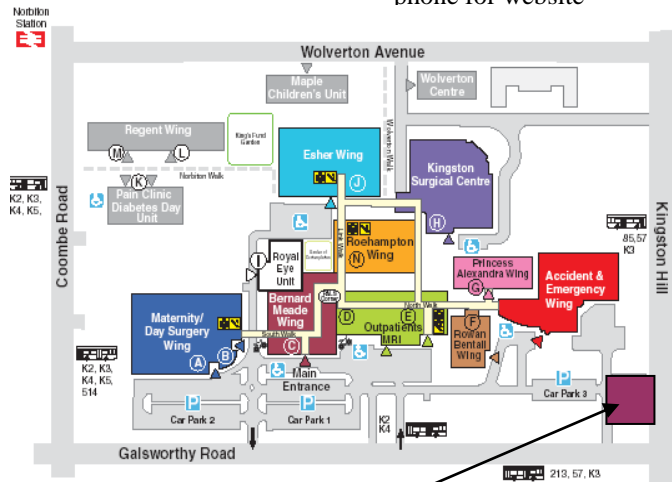 phone for website
Norbiton
Station
Wolverton Avenue
Maple
Children's Unit
Wolverton
Centre
Regent Wing
M
L
King's Fund
Garden
Norbiton Walk
Wolverton Walk
Esher Wing
J
Kingston
Surgical Centre
H
K2, K3,
K4, K5,
K
Pain Clinic
Diabetes Day
Unit
Coombe Road
Kingston Hill
85,57
K3
Link Walk
Roehampton
Wing
N
I
Royal
Eye
Unit
Princess
Alexandra Wing
G
Accident &
Emergency
Wing
Bernard
Meade
Wing
C
Maternity/
Day Surgery
Wing
A
B
South Walk
North Walk
D
E
Outpatients
MRI
F
Rowan
Bentall
Wing
K2, K3,
K4, K5,
514
Main
Entrance
P
Car Park 2
P
Car Park 1
K2
K4
P
Car Park 3
Galsworthy Road
213, 57, K3